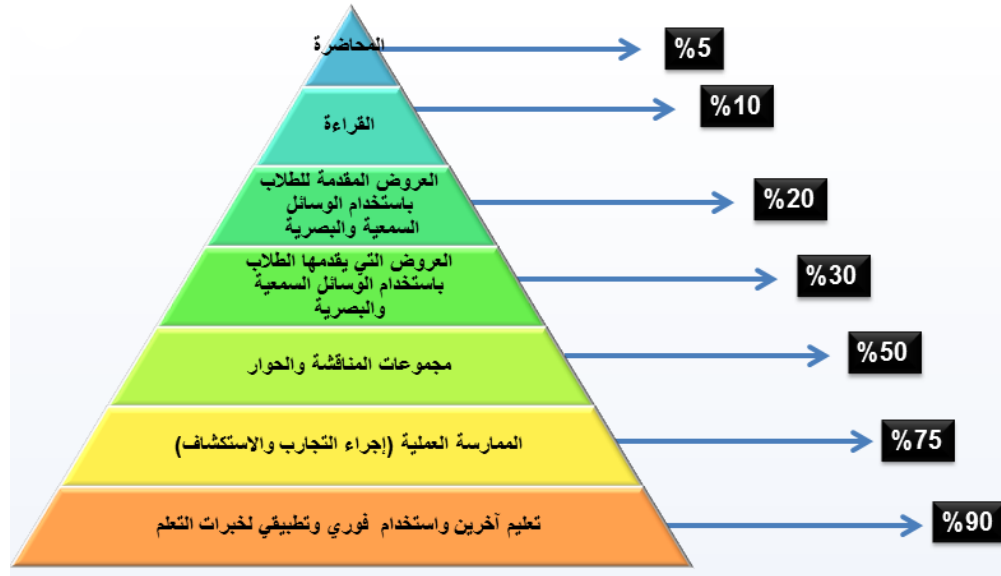 المحاضرة
%5
القراءة
%10
العروض المقدمة للطلاب
باستخدام الوسائل
السمعية والبصرية
%20
العروض التي يقدمها الطلاب
باستخدام الوسائل السمعية
والبصرية
%30
مجموعات المناقشة والحوار
%50
الممارسة العملية (إجراء التجارب والاستكشاف)
%75
تعليم آخرين واستخدام فوري وتطبيقي لخبرات التعلم
%90